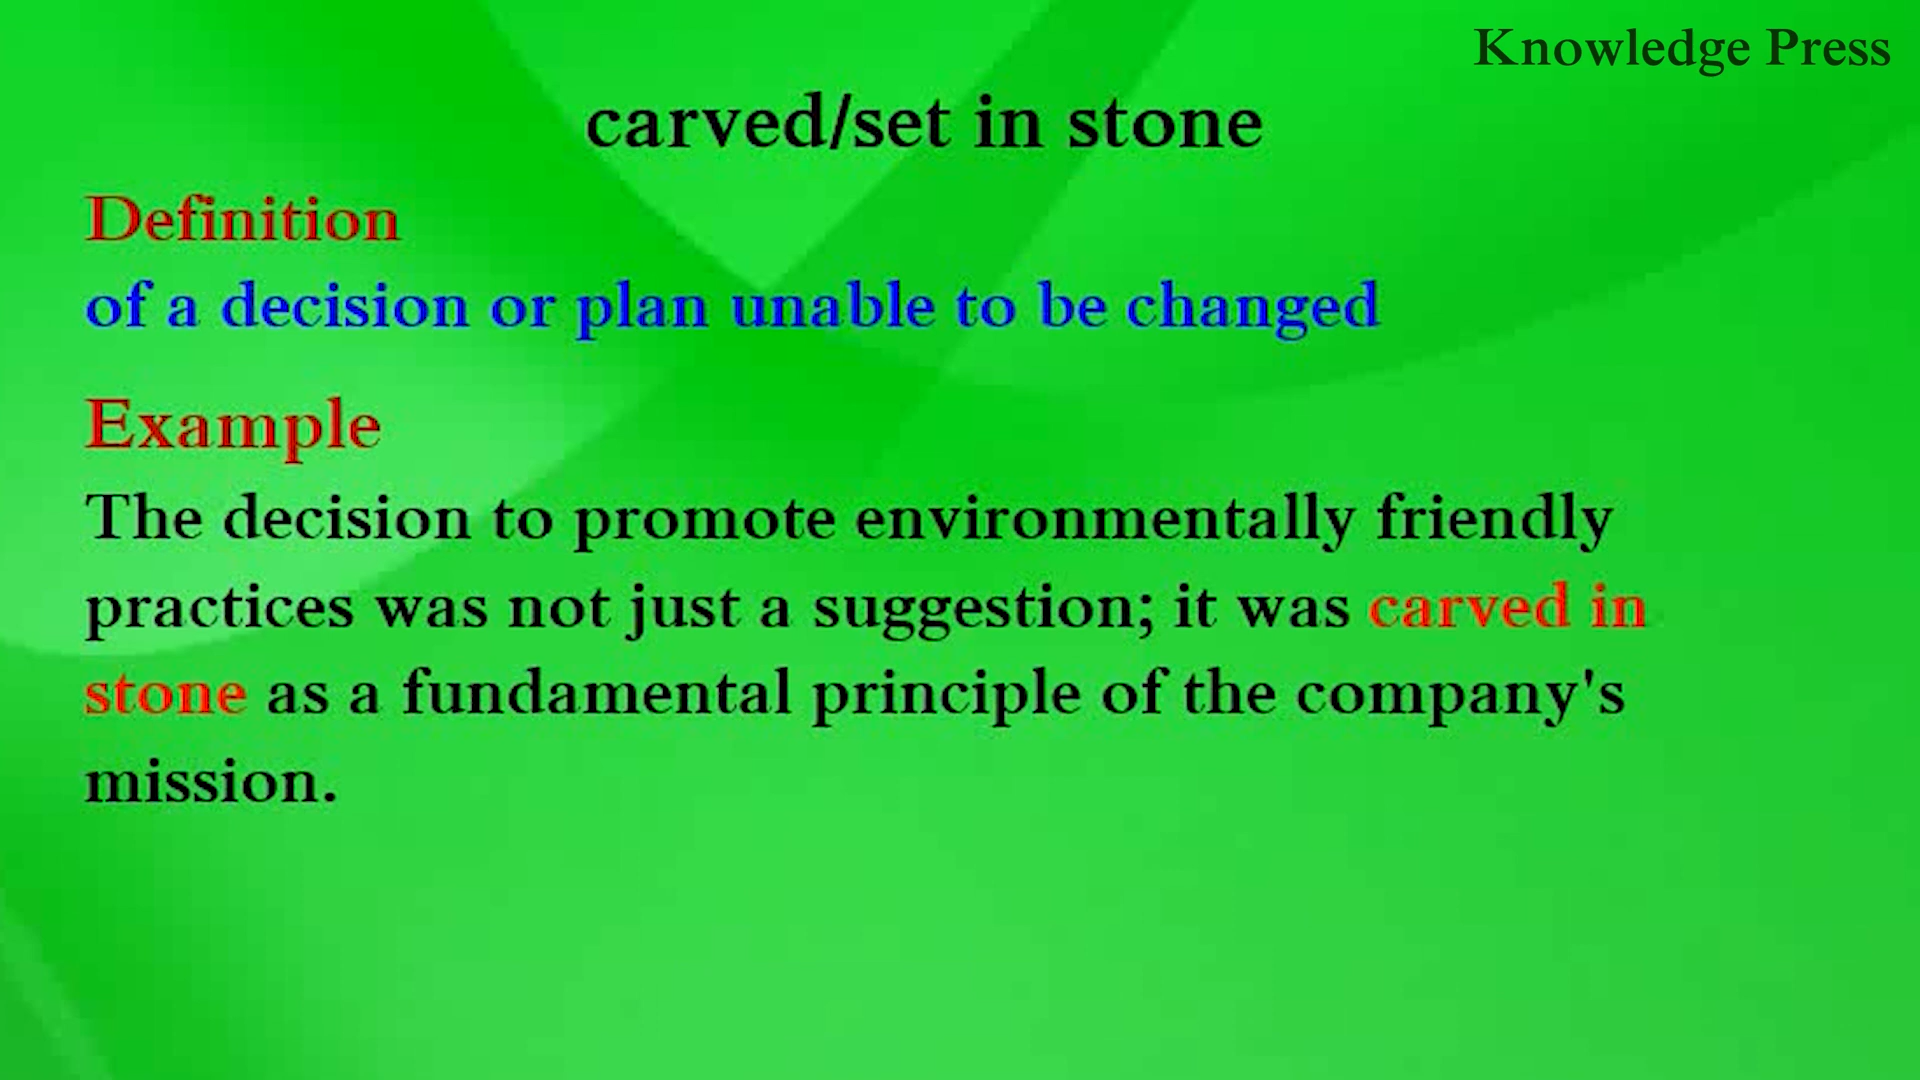 Knowledge Press
carved/set in stone
Definition
of a decision or plan unable to be changed
Example
The decision to promote environmentally friendly
practices was not just a suggestion; it was carved in
stone as a fundamental principle of the company's
mission.